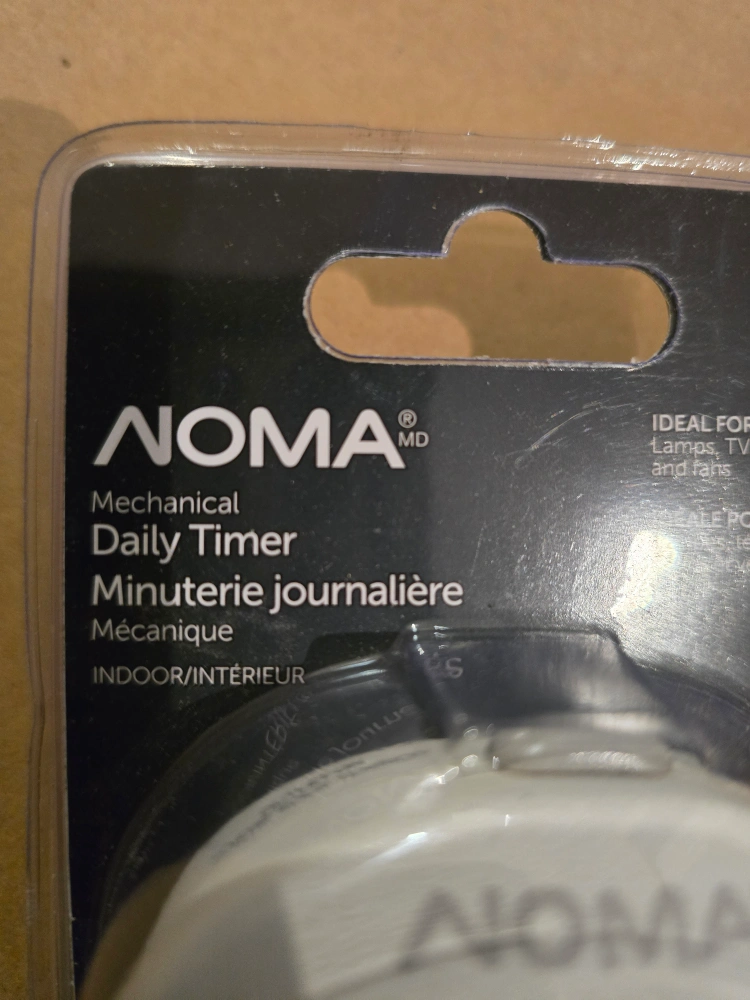 NOMA® MD
Mechanical
Daily Timer
Minuterie journalière
Mécanique
INDOOR/INTÉRIEUR
IDEAL FOR
Lamps, TV
and fans
NOMA